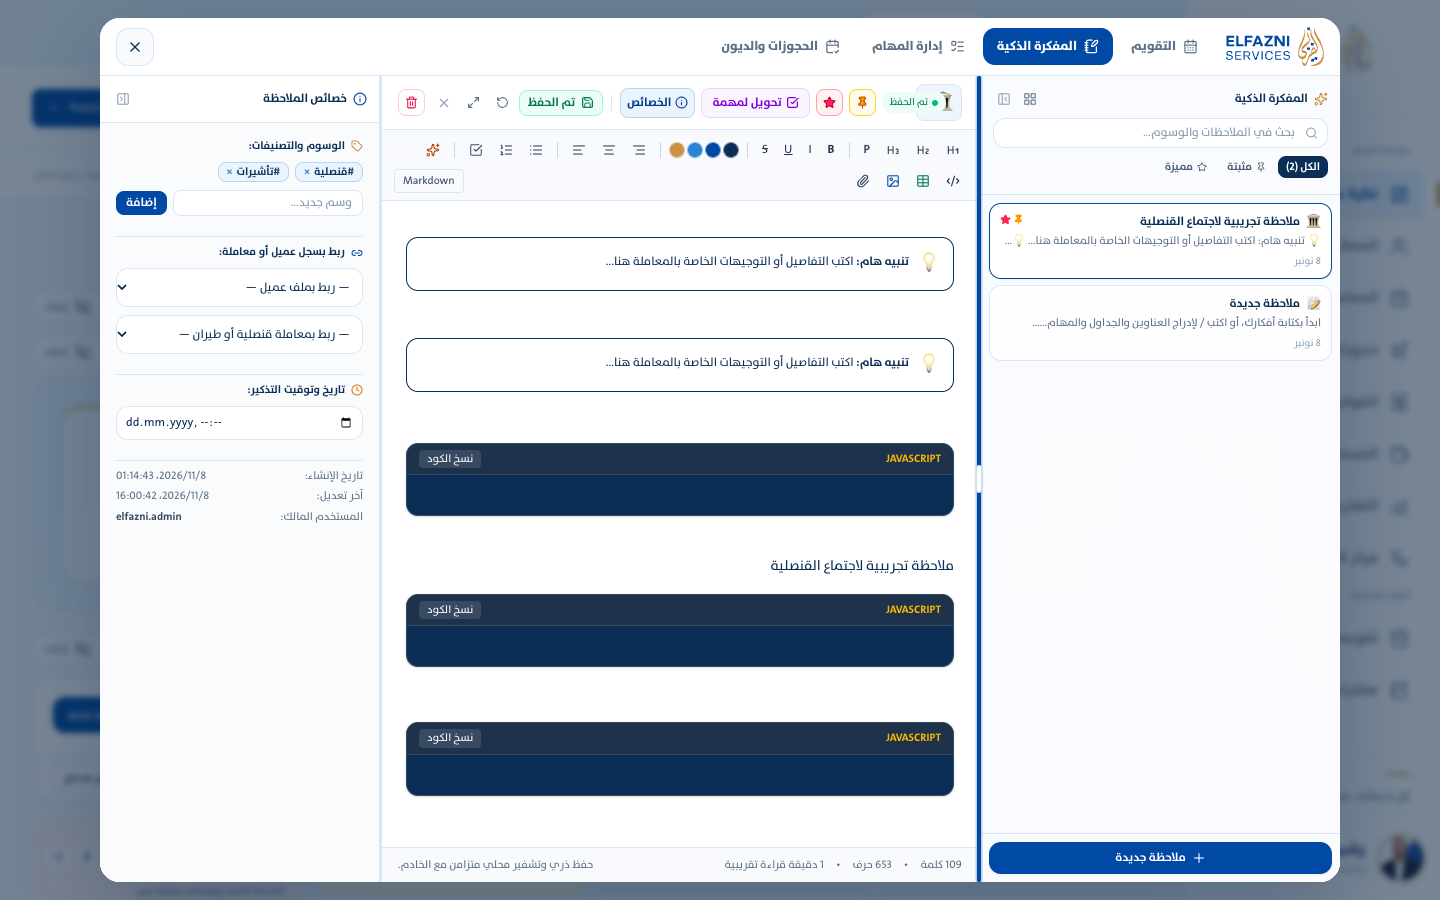 ELFAZNI
SERVICES
التقويم
المفكرة الذكية
إدارة المهام
الحجوزات والديون
المفكرة الذكية
بحث في الملاحظات والوسوم...
الكل (2)
مثبتة
مميزة
ملاحظة تجريبية لاجتماع القنصلية
تنبيه هام: اكتب التفاصيل أو التوجيهات الخاصة بالمعاملة هنا... 💡 ...
8 نونبر
ملاحظة جديدة
ابدأ بكتابة أفكارك، أو اكتب / لإدراج العناوين والجداول والمهام......
8 نونبر
ملاحظة جديدة
تم الحفظ
تحويل لمهمة
الخصائص
تم الحفظ
H1 H2 H3 P B I U S
Markdown
تنبيه هام: اكتب التفاصيل أو التوجيهات الخاصة بالمعاملة هنا...
تنبيه هام: اكتب التفاصيل أو التوجيهات الخاصة بالمعاملة هنا...
JAVASCRIPT
نسخ الكود
ملاحظة تجريبية لاجتماع القنصلية
JAVASCRIPT
نسخ الكود
JAVASCRIPT
نسخ الكود
109 كلمة • 653 حرف • 1 دقيقة قراءة تقريبية
حفظ ذري وتشفير محلي متزامن مع الخادم.
خصائص الملاحظة
الوسوم والتصنيفات:
#قنصلية ×
#تأشيرات ×
وسم جديد...
إضافة
ربط بسجل عميل أو معاملة:
— ربط بملف عميل —
— ربط بمعاملة قنصلية أو طيران —
تاريخ وتوقيت التذكير:
dd.mm.yyyy, --:--
تاريخ الإنشاء: 8‏/11‏/2026، 01:14:43
آخر تعديل: 8‏/11‏/2026، 16:00:42
المستخدم المالك: elfazni.admin